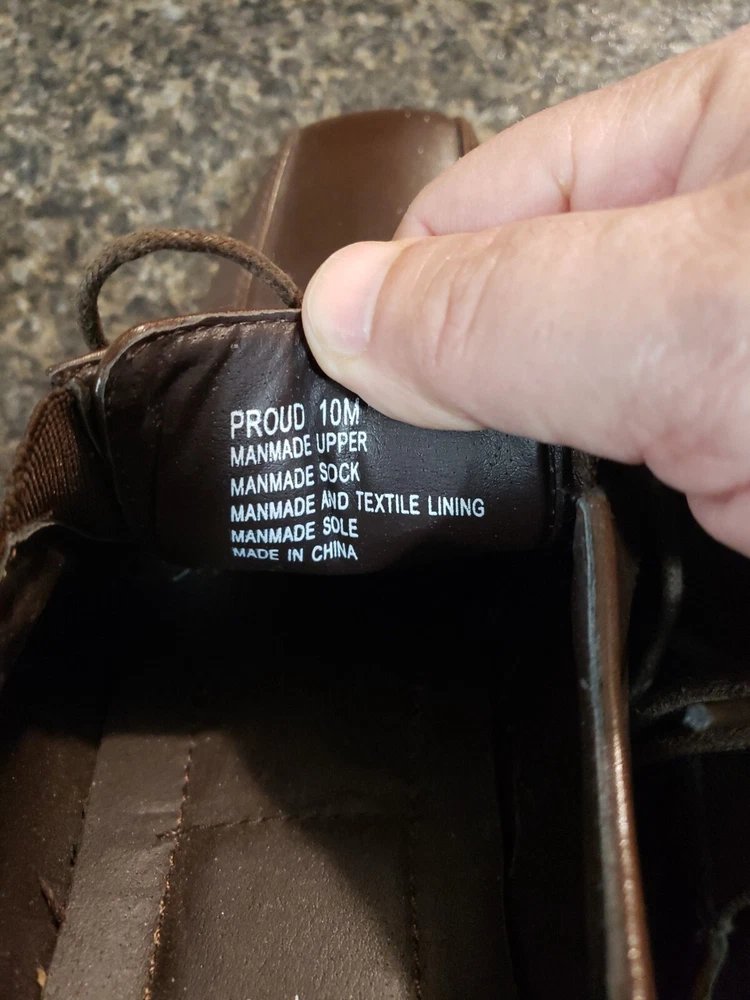 PROUD 10M
MANMADE UPPER
MANMADE SOCK
MANMADE AND TEXTILE LINING
MANMADE SOLE
MADE IN CHINA